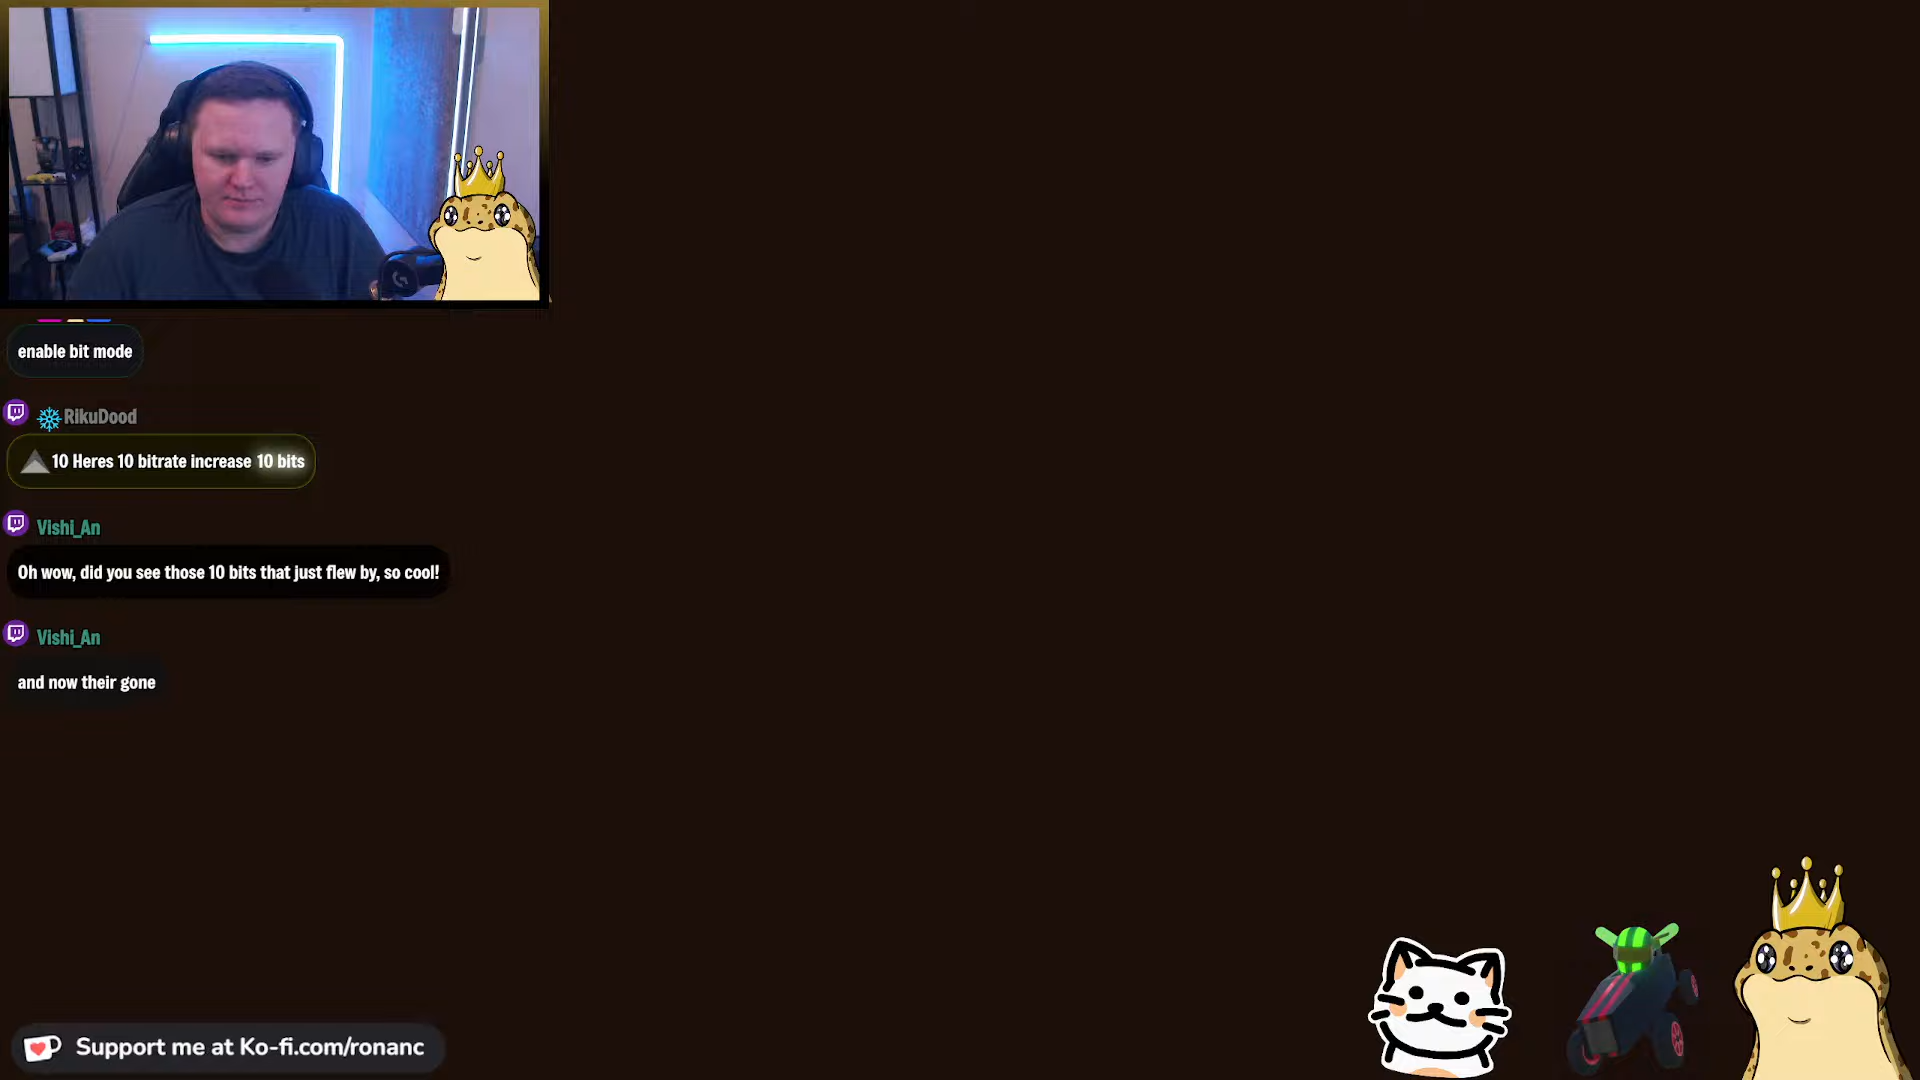 enable bit mode
RikuDood
10 Heres 10 bitrate increase 10 bits
Vishi_An
Oh wow, did you see those 10 bits that just flew by, so cool!
Vishi_An
and now their gone
Support me at Ko-fi.com/ronanc